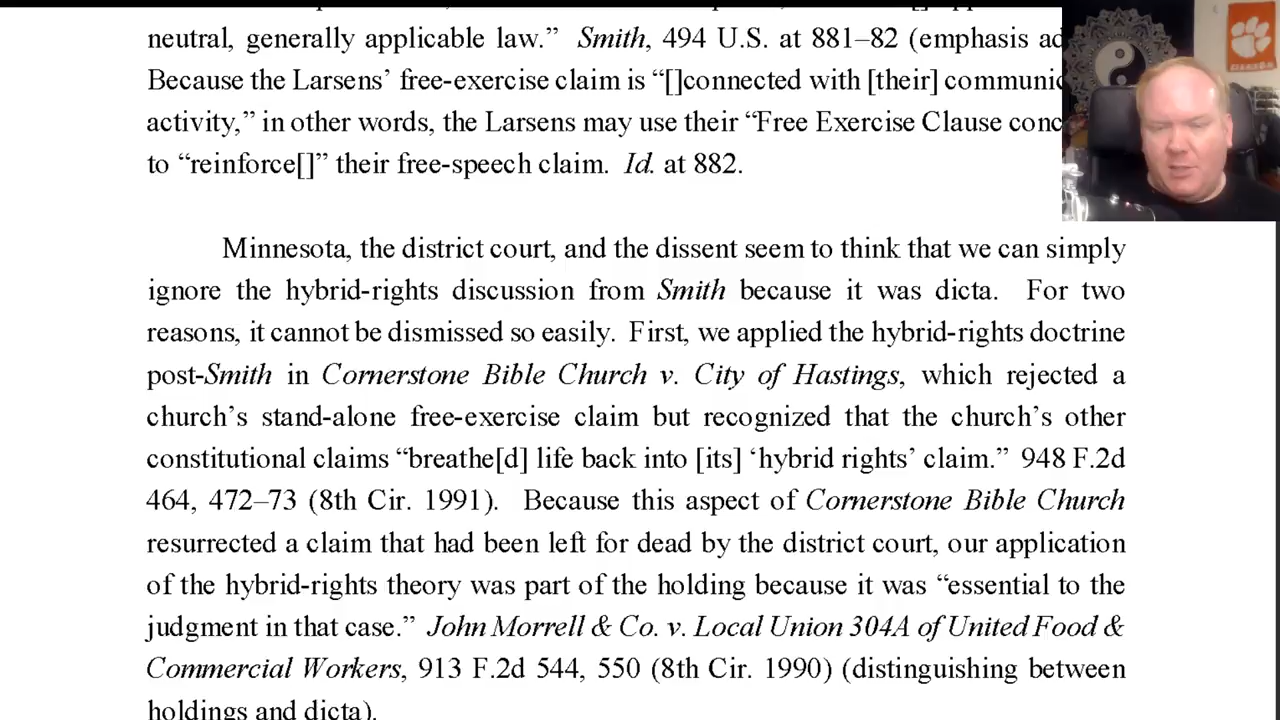 neutral, generally applicable law.” Smith, 494 U.S. at 881–82 (emphasis ad
Because the Larsens’ free-exercise claim is “[]connected with [their] communic
activity,” in other words, the Larsens may use their “Free Exercise Clause conc
to “reinforce[]” their free-speech claim. Id. at 882.
Minnesota, the district court, and the dissent seem to think that we can simply
ignore the hybrid-rights discussion from Smith because it was dicta. For two
reasons, it cannot be dismissed so easily. First, we applied the hybrid-rights doctrine
post-Smith in Cornerstone Bible Church v. City of Hastings, which rejected a
church’s stand-alone free-exercise claim but recognized that the church’s other
constitutional claims “breathe[d] life back into [its] ‘hybrid rights’ claim.” 948 F.2d
464, 472–73 (8th Cir. 1991). Because this aspect of Cornerstone Bible Church
resurrected a claim that had been left for dead by the district court, our application
of the hybrid-rights theory was part of the holding because it was “essential to the
judgment in that case.” John Morrell & Co. v. Local Union 304A of United Food &
Commercial Workers, 913 F.2d 544, 550 (8th Cir. 1990) (distinguishing between
holdings and dicta).